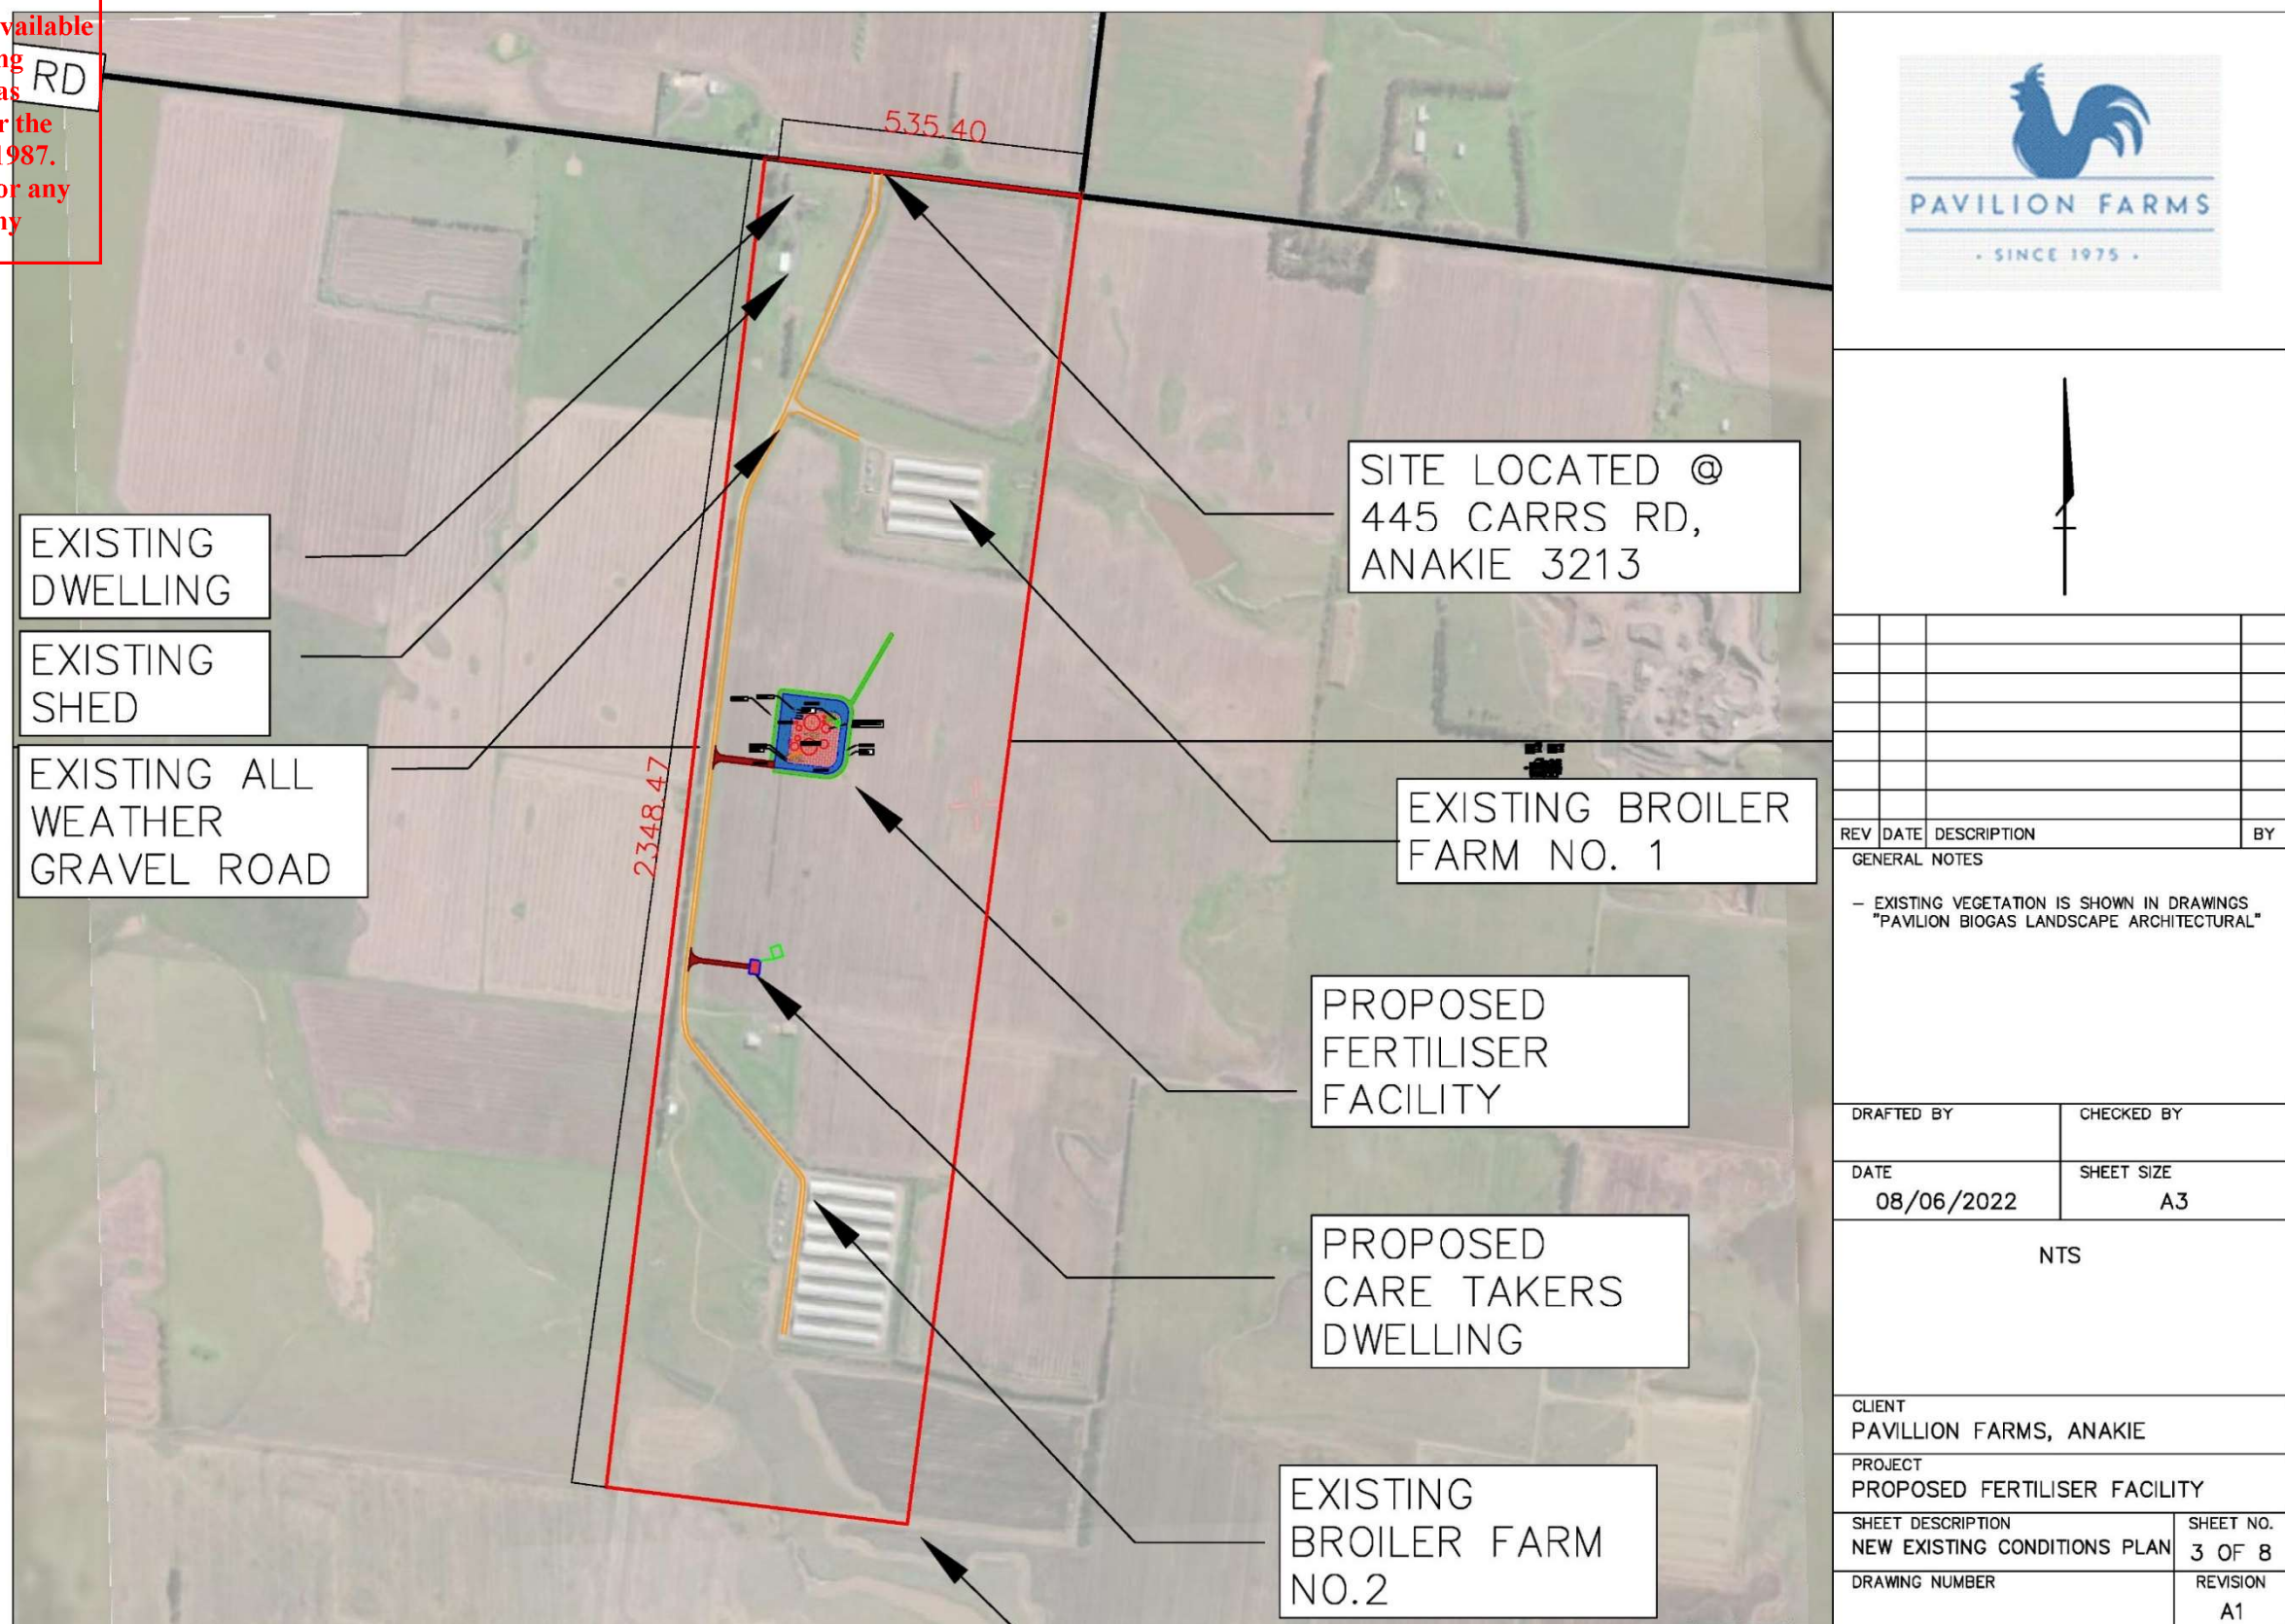 vailable
ng
as
r the
1987.
or any
ny
RD
535.40
2348.47
EXISTING
DWELLING
EXISTING
SHED
EXISTING ALL
WEATHER
GRAVEL ROAD
SITE LOCATED @
445 CARRS RD,
ANAKIE 3213
EXISTING BROILER
FARM NO. 1
PROPOSED
FERTILISER
FACILITY
PROPOSED
CARE TAKERS
DWELLING
EXISTING
BROILER FARM
NO.2
PAVILION FARMS
• SINCE 1975 •
REV DATE DESCRIPTION BY
GENERAL NOTES
– EXISTING VEGETATION IS SHOWN IN DRAWINGS
"PAVILION BIOGAS LANDSCAPE ARCHITECTURAL"
DRAFTED BY CHECKED BY
DATE SHEET SIZE
08/06/2022 A3
NTS
CLIENT
PAVILLION FARMS, ANAKIE
PROJECT
PROPOSED FERTILISER FACILITY
SHEET DESCRIPTION SHEET NO.
NEW EXISTING CONDITIONS PLAN 3 OF 8
DRAWING NUMBER REVISION
A1